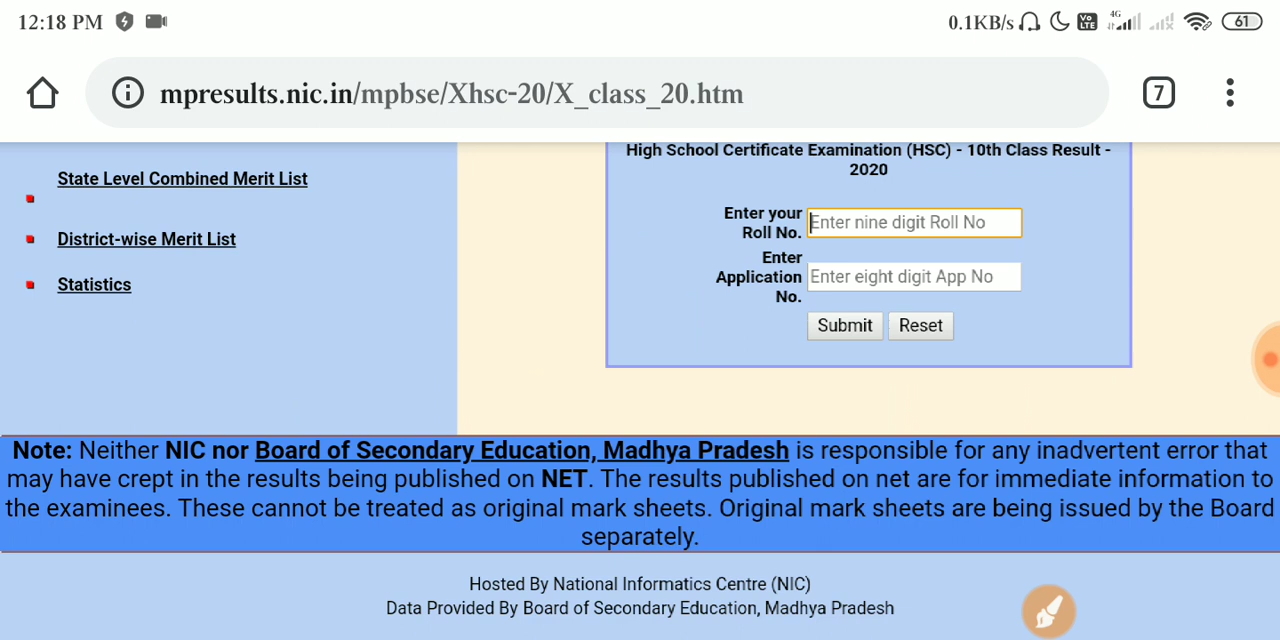 12:18 PM
0.1KB/s 4G Vo LTE 61
mpresults.nic.in/mpbse/Xhsc-20/X_class_20.htm
7
State Level Combined Merit List
District-wise Merit List
Statistics
High School Certificate Examination (HSC) - 10th Class Result -
2020
Enter your
Roll No.
Enter nine digit Roll No
Enter
Application
No.
Enter eight digit App No
Submit Reset
Note: Neither NIC nor Board of Secondary Education, Madhya Pradesh is responsible for any inadvertent error that
may have crept in the results being published on NET. The results published on net are for immediate information to
the examinees. These cannot be treated as original mark sheets. Original mark sheets are being issued by the Board
separately.
Hosted By National Informatics Centre (NIC)
Data Provided By Board of Secondary Education, Madhya Pradesh